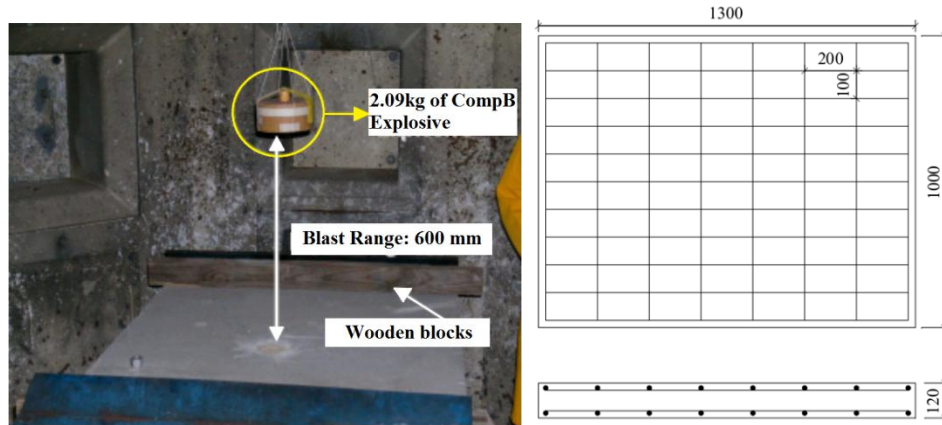 2.09kg of CompB
Explosive
Blast Range: 600 mm
Wooden blocks
1300
200
100
1000
120